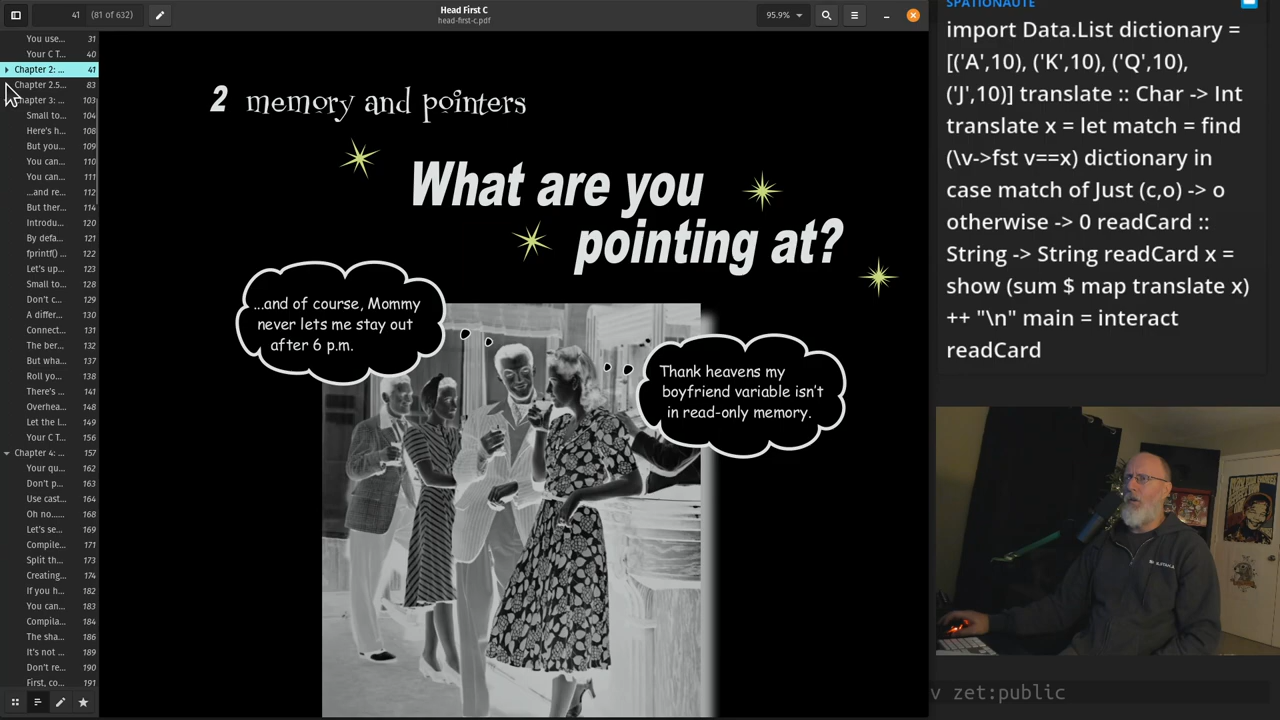 41
(81 of 632)
Head First C
head-first-c.pdf
95.9%
You use... 31
Your C T... 40
Chapter 2: ... 41
Chapter 2.5... 83
hapter 3: ... 103
Small to... 104
Here's h... 108
But you... 109
You can... 110
You can... 111
...and re... 112
But ther... 114
Introdu... 120
By defa... 121
fprintf() ... 122
Let's up... 123
Small to... 128
Don't c... 129
A differ... 130
Connect... 131
The ber... 132
But wha... 137
Roll yo... 138
There's ... 141
Overhea... 148
Let the l... 149
Your C T... 156
Chapter 4: ... 157
Your qu... 162
Don't p... 163
Use cast... 164
Oh no...... 168
Let's se... 169
Compile... 171
Split th... 173
Creating... 174
If you h... 182
You can... 183
Compila... 184
The sha... 186
It's not ... 189
Don't re... 190
First, co... 191
2 memory and pointers
What are you
pointing at?
...and of course, Mommy
never lets me stay out
after 6 p.m.
Thank heavens my
boyfriend variable isn't
in read-only memory.
SPATIONAUTE
import Data.List dictionary =
[('A',10), ('K',10), ('Q',10),
('J',10)] translate :: Char -> Int
translate x = let match = find
(\v->fst v==x) dictionary in
case match of Just (c,o) -> o
otherwise -> 0 readCard ::
String -> String readCard x =
show (sum $ map translate x)
++ "\n" main = interact
readCard
v zet:public